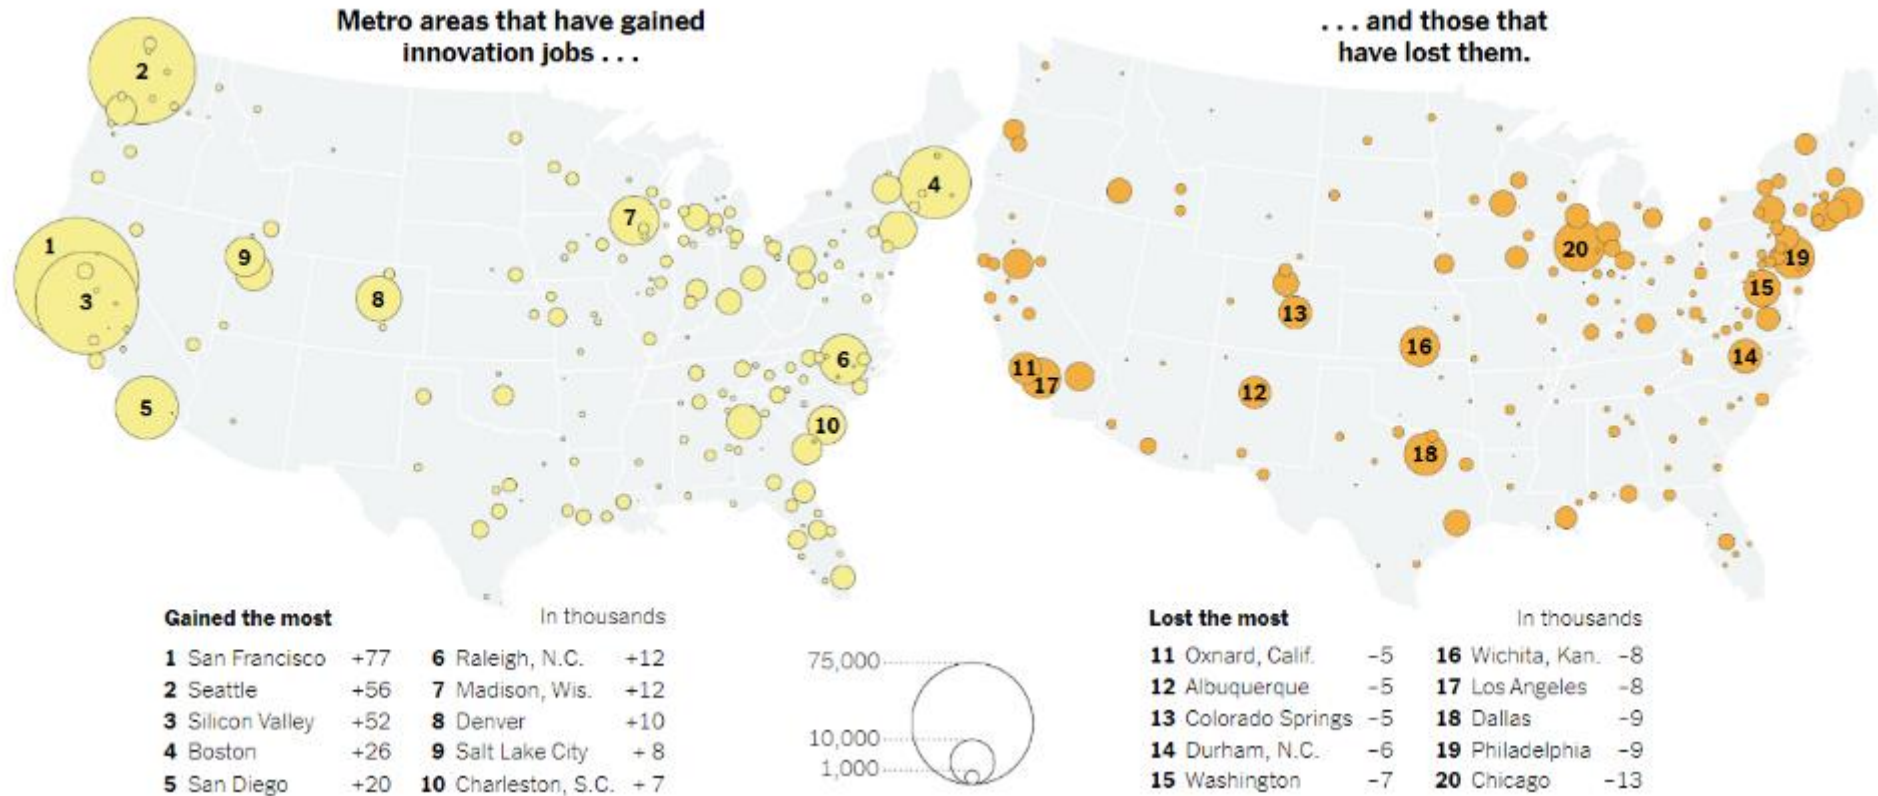 Metro areas that have gained
innovation jobs . . .
. . . and those that
have lost them.
2
1
3
5
9
8
7
4
6
10
20
19
15
13
16
14
11
17
12
18
Gained the most In thousands
1 San Francisco +77 6 Raleigh, N.C. +12
2 Seattle +56 7 Madison, Wis. +12
3 Silicon Valley +52 8 Denver +10
4 Boston +26 9 Salt Lake City + 8
5 San Diego +20 10 Charleston, S.C. + 7
75,000
10,000
1,000
Lost the most In thousands
11 Oxnard, Calif. –5 16 Wichita, Kan. –8
12 Albuquerque –5 17 Los Angeles –8
13 Colorado Springs –5 18 Dallas –9
14 Durham, N.C. –6 19 Philadelphia –9
15 Washington –7 20 Chicago –13